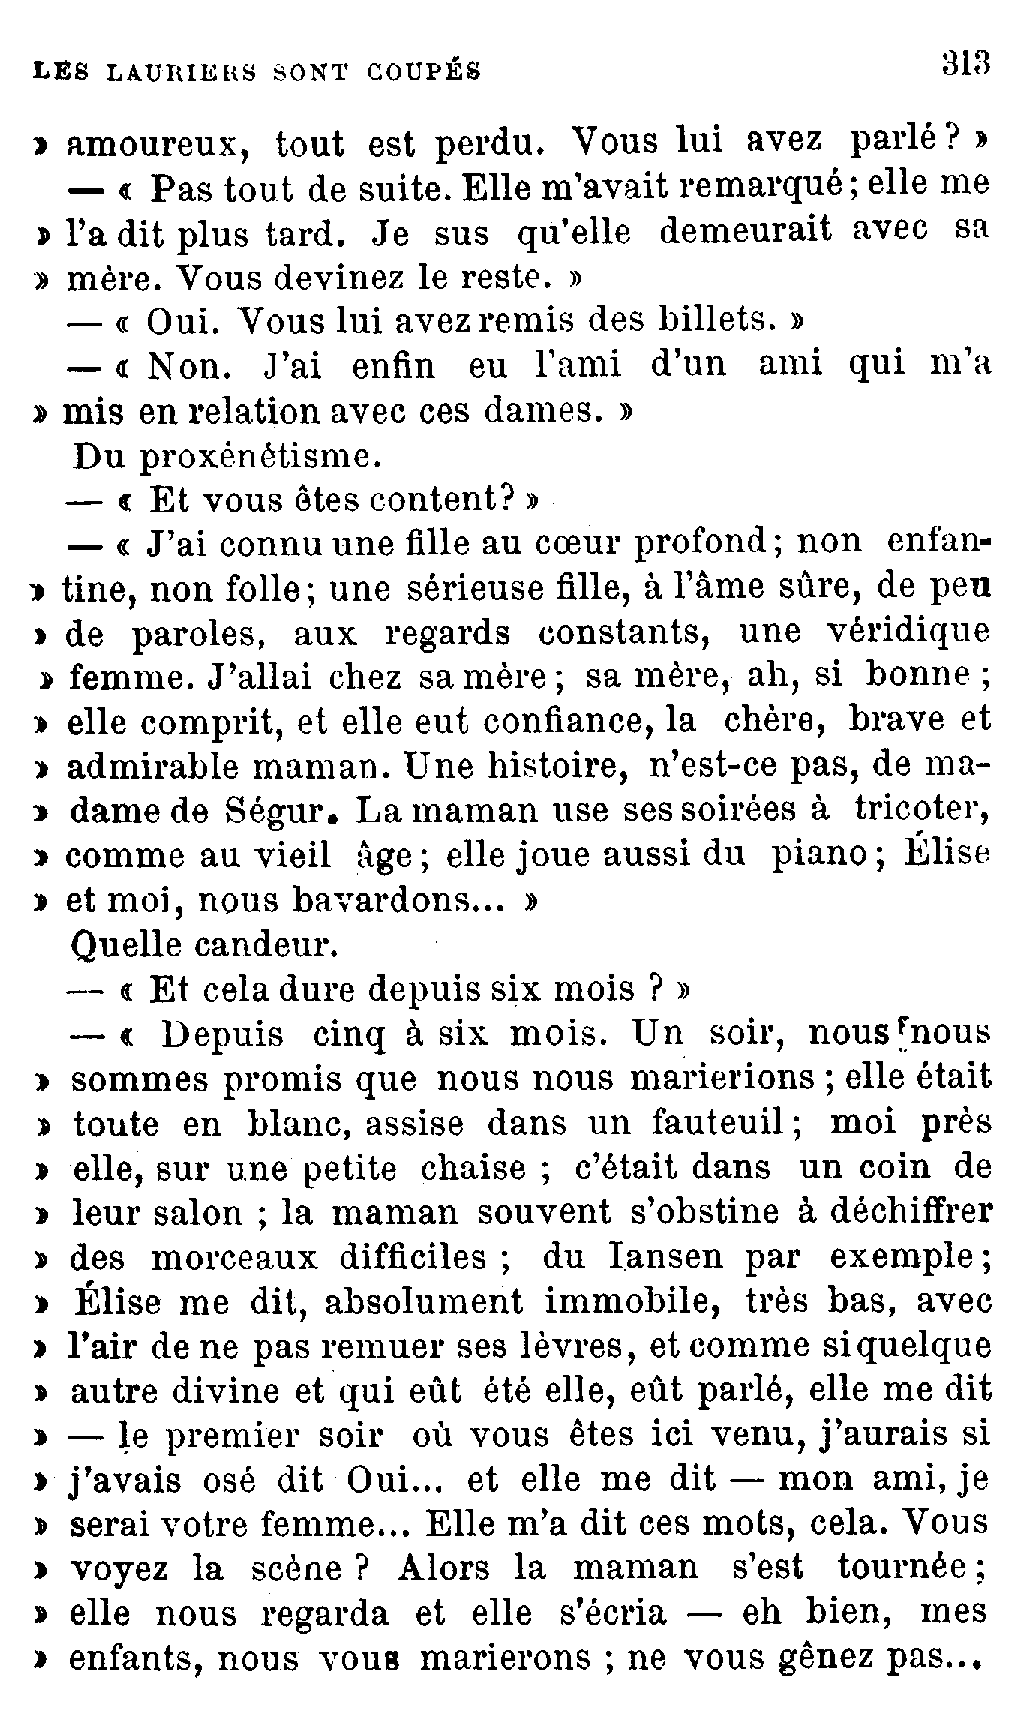 LES LAURIERS SONT COUPÉS 313
» amoureux, tout est perdu. Vous lui avez parlé ? »
— « Pas tout de suite. Elle m'avait remarqué ; elle me
» l'a dit plus tard. Je sus qu'elle demeurait avec sa
» mère. Vous devinez le reste. »
— « Oui. Vous lui avez remis des billets. »
— « Non. J'ai enfin eu l'ami d'un ami qui m'a
» mis en relation avec ces dames. »
Du proxénétisme.
— « Et vous êtes content ? »
— « J'ai connu une fille au cœur profond ; non enfan-
» tine, non folle ; une sérieuse fille, à l'âme sûre, de peu
» de paroles, aux regards constants, une véridique
» femme. J'allai chez sa mère ; sa mère, ah, si bonne ;
» elle comprit, et elle eut confiance, la chère, brave et
» admirable maman. Une histoire, n'est-ce pas, de ma-
» dame de Ségur. La maman use ses soirées à tricoter,
» comme au vieil âge ; elle joue aussi du piano ; Élise
» et moi, nous bavardons... »
Quelle candeur.
— « Et cela dure depuis six mois ? »
— « Depuis cinq à six mois. Un soir, nous nous
» sommes promis que nous nous marierions ; elle était
» toute en blanc, assise dans un fauteuil ; moi près
» elle, sur une petite chaise ; c'était dans un coin de
» leur salon ; la maman souvent s'obstine à déchiffrer
» des morceaux difficiles ; du Iansen par exemple ;
» Élise me dit, absolument immobile, très bas, avec
» l'air de ne pas remuer ses lèvres, et comme si quelque
» autre divine et qui eût été elle, eût parlé, elle me dit
» — le premier soir où vous êtes ici venu, j'aurais si
» j'avais osé dit Oui... et elle me dit — mon ami, je
» serai votre femme... Elle m'a dit ces mots, cela. Vous
» voyez la scène ? Alors la maman s'est tournée ;
» elle nous regarda et elle s'écria — eh bien, mes
» enfants, nous vous marierons ; ne vous gênez pas...